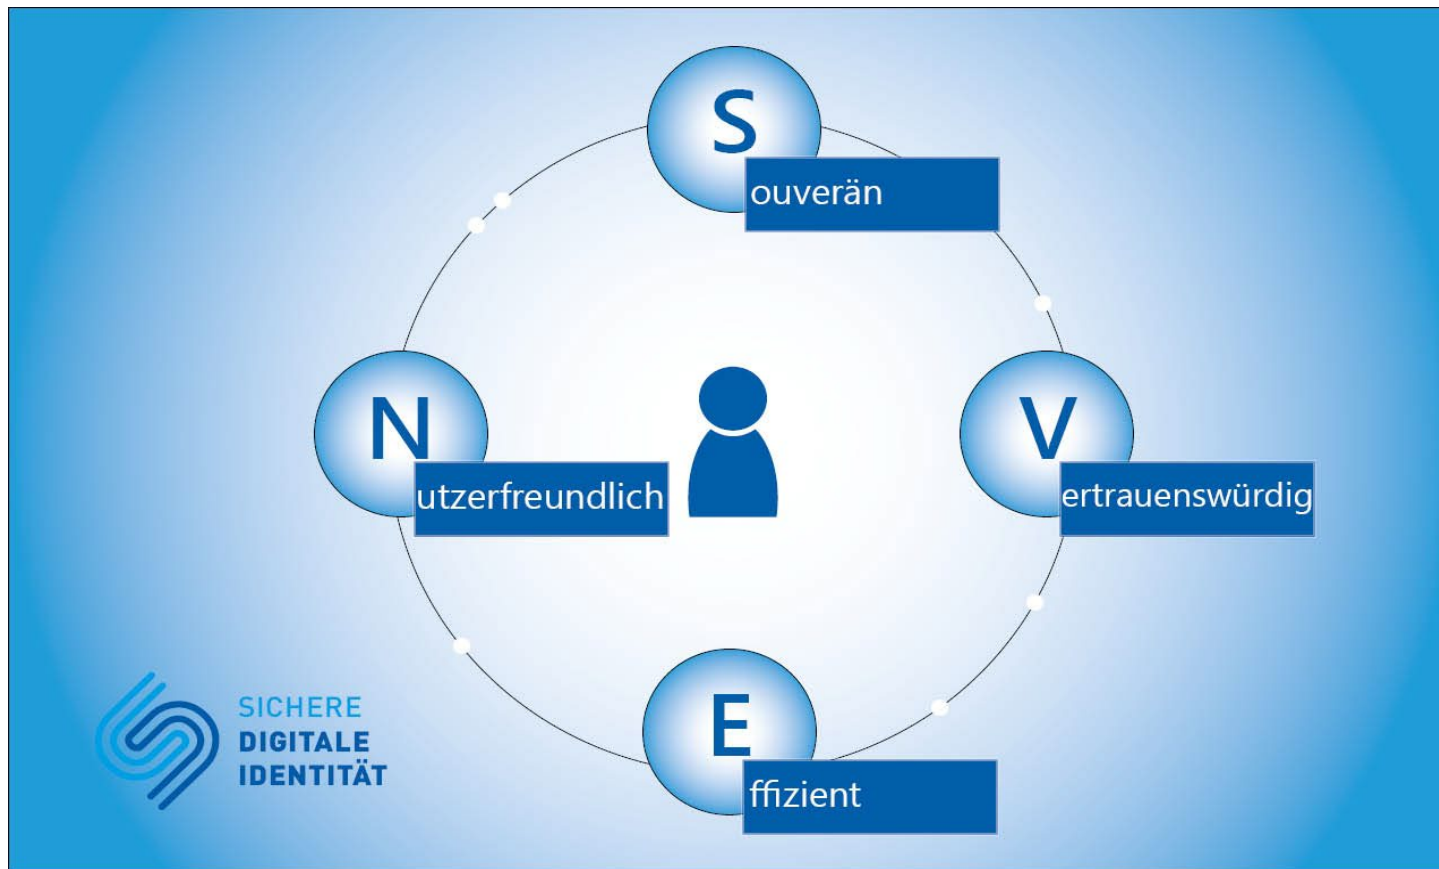 S
ouverän
N
utzerfreundlich
V
ertrauenswürdig
E
ffizient
SICHERE
DIGITALE
IDENTITÄT